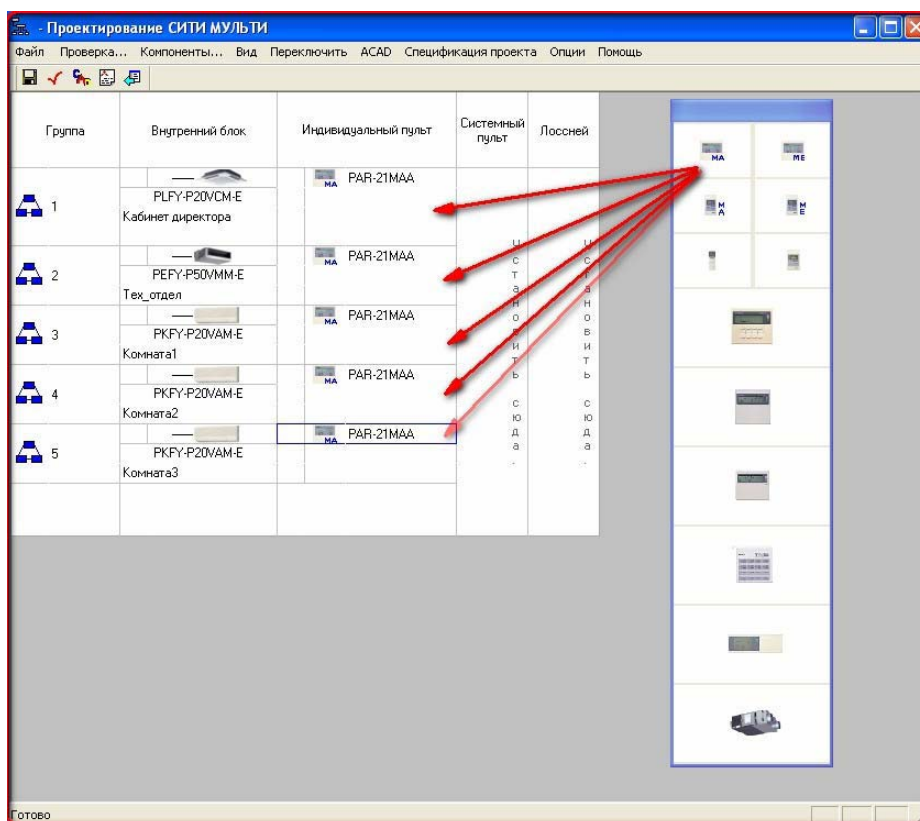 - Проектирование СИТИ МУЛЬТИ
Файл Проверка... Компоненты... Вид Переключить ACAD Спецификация проекта Опции Помощь
Группа
Внутренний блок
Индивидуальный пульт
Системный
пульт
Лоссней
MA
ME
M
A
M
E
1
PLFY-P20VCM-E
Кабинет директора
MA PAR-21MAA
2
PEFY-P50VMM-E
Тех_отдел
MA PAR-21MAA
3
PKFY-P20VAM-E
Комната1
MA PAR-21MAA
4
PKFY-P20VAM-E
Комната2
MA PAR-21MAA
5
PKFY-P20VAM-E
Комната3
MA PAR-21MAA
Установить сюда.
Установить сюда.
Готово